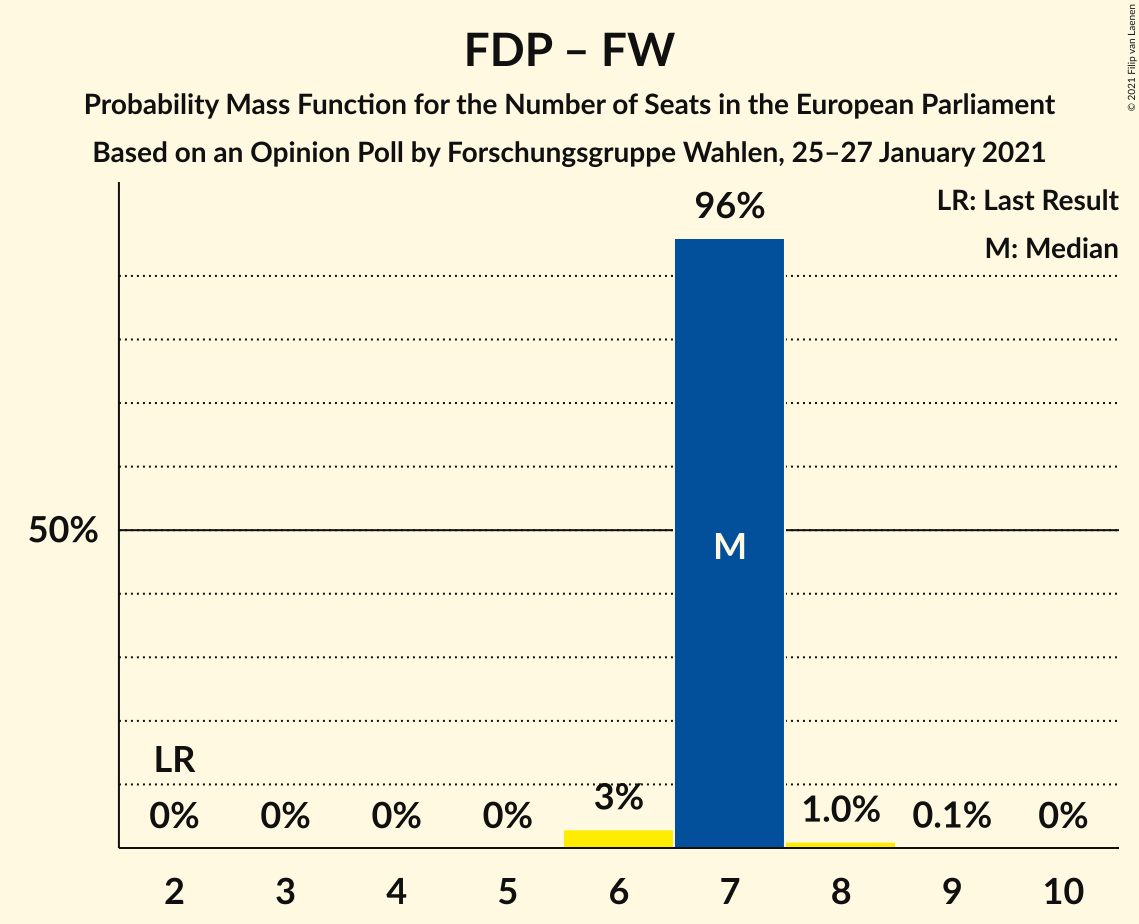 FDP – FW
Probability Mass Function for the Number of Seats in the European Parliament
Based on an Opinion Poll by Forschungsgruppe Wahlen, 25–27 January 2021
© 2021 Filip van Laenen
LR: Last Result
M: Median
96%
50%
M
LR
0%
0%
0%
0%
3%
1.0%
0.1%
0%
2
3
4
5
6
7
8
9
10